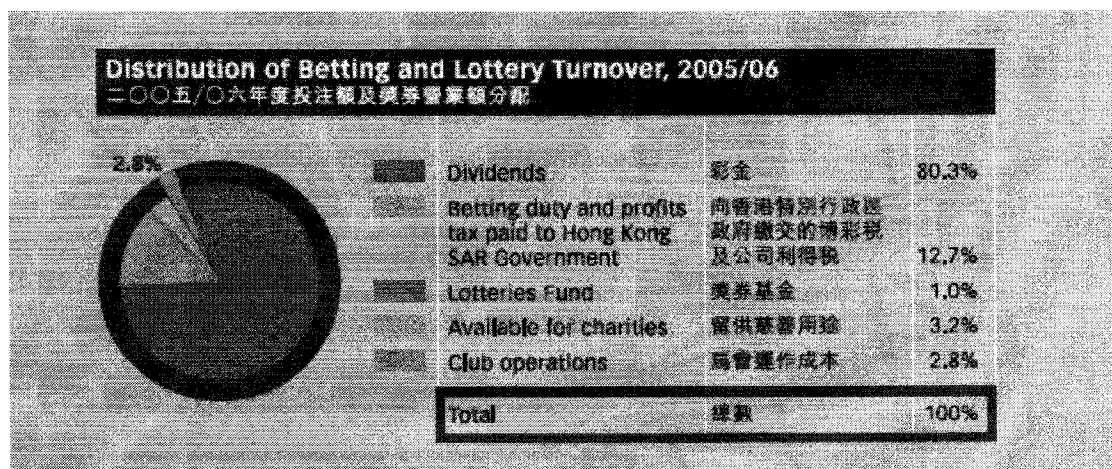 Distribution of Betting and Lottery Turnover, 2005/06
二〇〇五/〇六年度投注額及獎券營業額分配
2.8%
Dividends 彩金 80.3%
Betting duty and profits 向香港特別行政區
tax paid to Hong Kong 政府繳交的博彩稅
SAR Government 及公司利得稅 12.7%
Lotteries Fund 獎券基金 1.0%
Available for charities 留供慈善用途 3.2%
Club operations 馬會運作成本 2.8%
Total 總數 100%